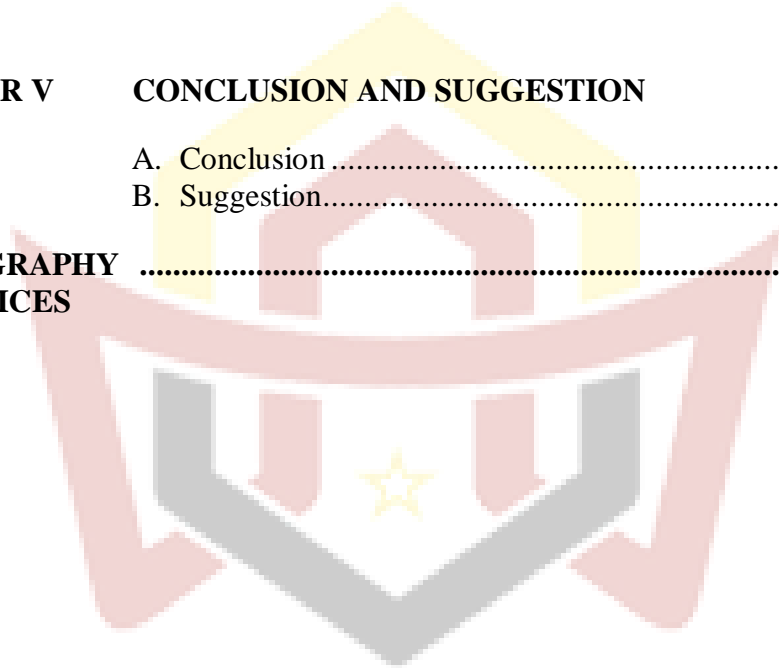 R V CONCLUSION AND SUGGESTION
A. Conclusion ........................................................
B. Suggestion.........................................................
GRAPHY ..............................................................................
ICES